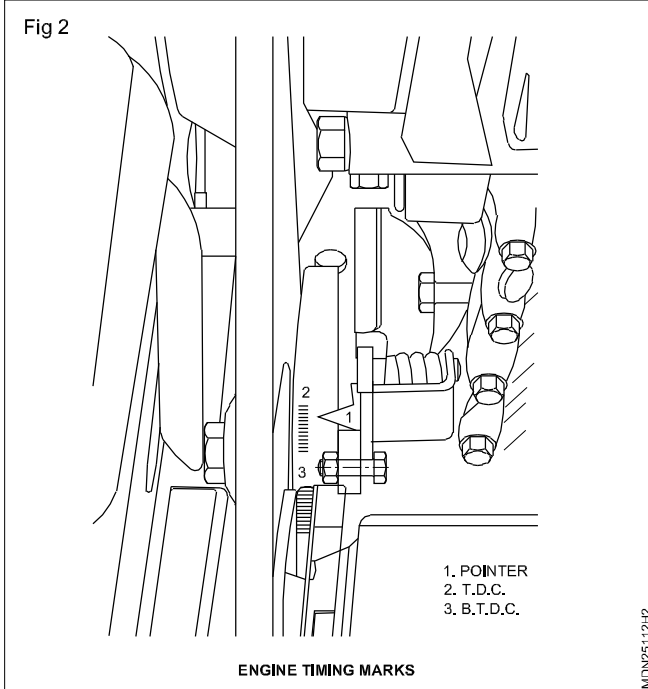 Fig 2
2
1
3
1. POINTER
2. T.D.C.
3. B.T.D.C.
ENGINE TIMING MARKS
MDN25112H2